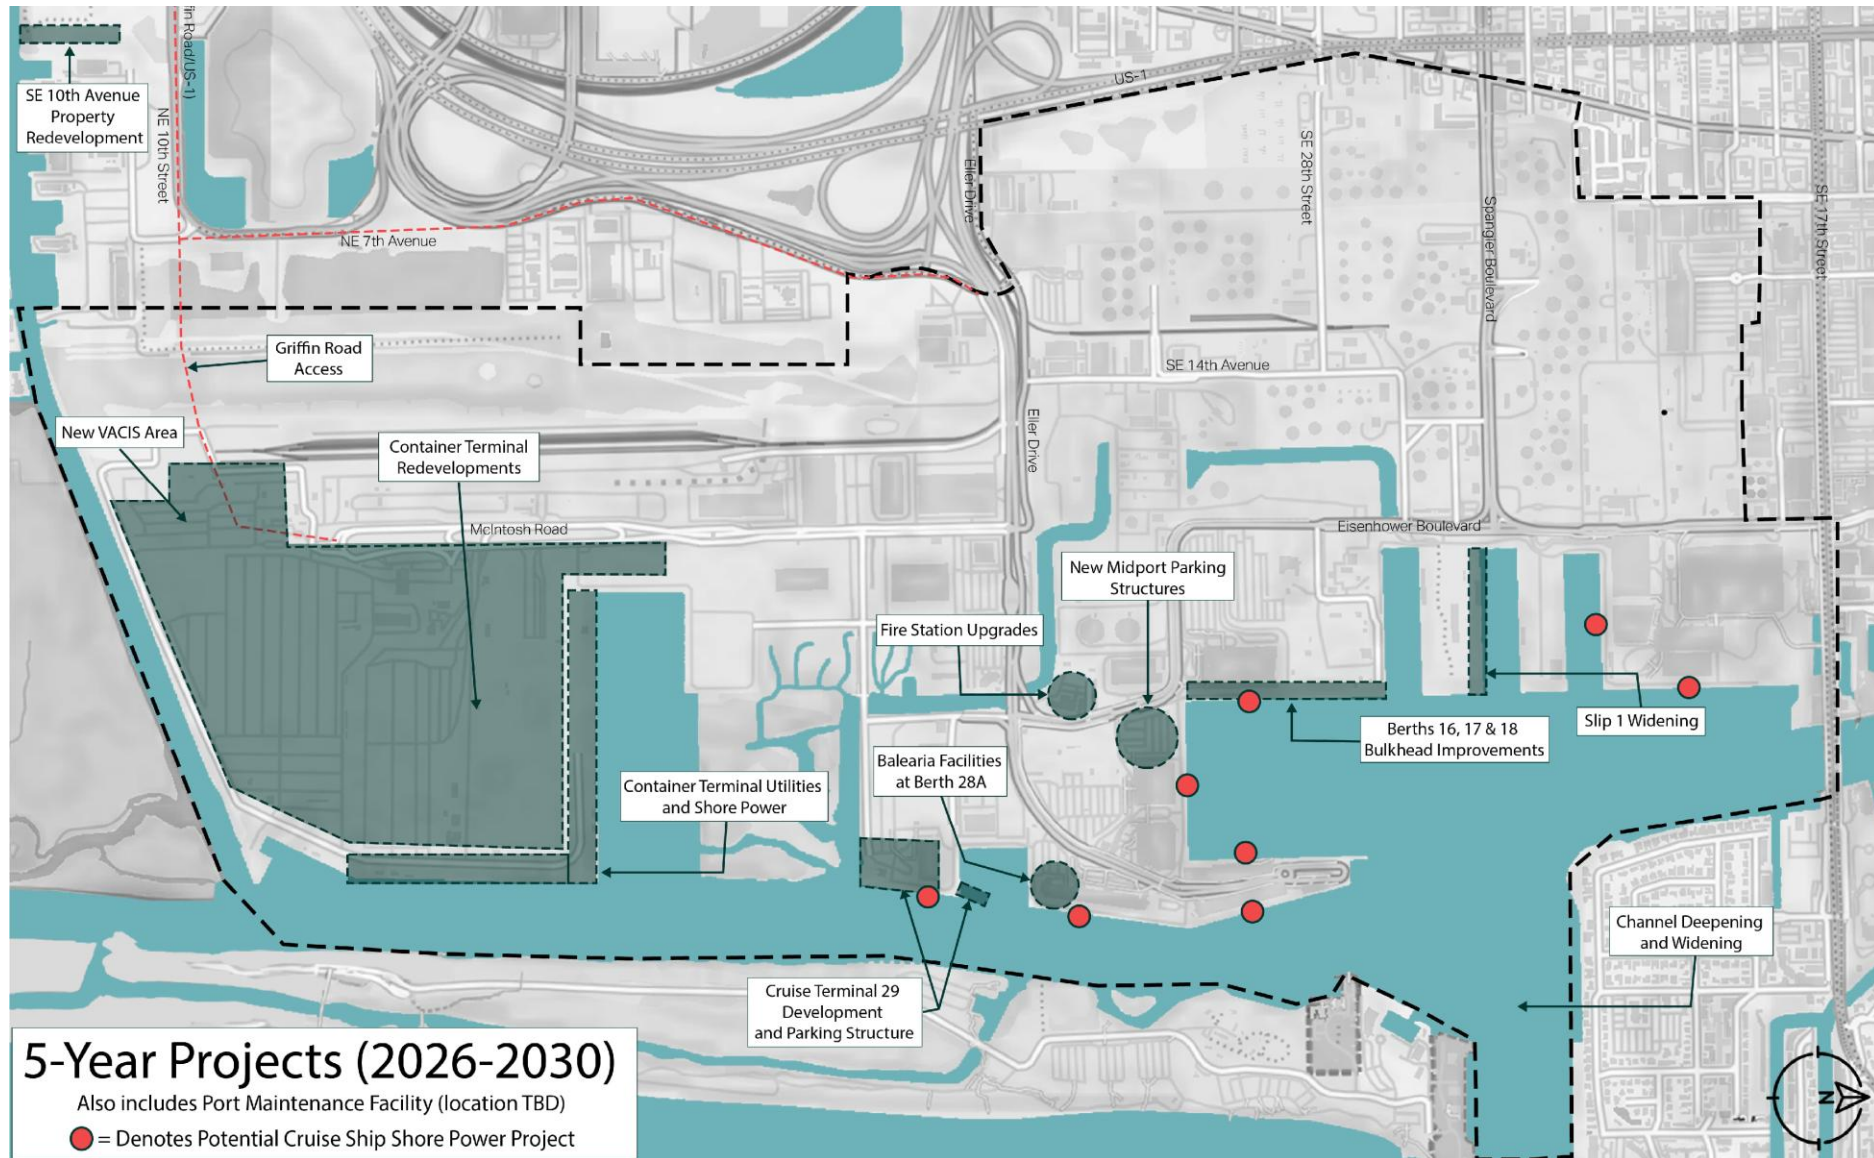 fin Road/US-1)
US-1
SE 10th Avenue
Property
Redevelopment
NE 10th Street
Eller Drive
SE 28th Street
Spangler Boulevard
SE 17th Street
NE 7th Avenue
Griffin Road
Access
SE 14th Avenue
New VACIS Area
Container Terminal
Redevelopments
Eller Drive
McIntosh Road
Eisenhower Boulevard
New Midport Parking
Structures
Fire Station Upgrades
Slip 1 Widening
Berths 16, 17 & 18
Bulkhead Improvements
Balearia Facilities
at Berth 28A
Container Terminal Utilities
and Shore Power
Channel Deepening
and Widening
Cruise Terminal 29
Development
and Parking Structure
5-Year Projects (2026-2030)
Also includes Port Maintenance Facility (location TBD)
= Denotes Potential Cruise Ship Shore Power Project
N